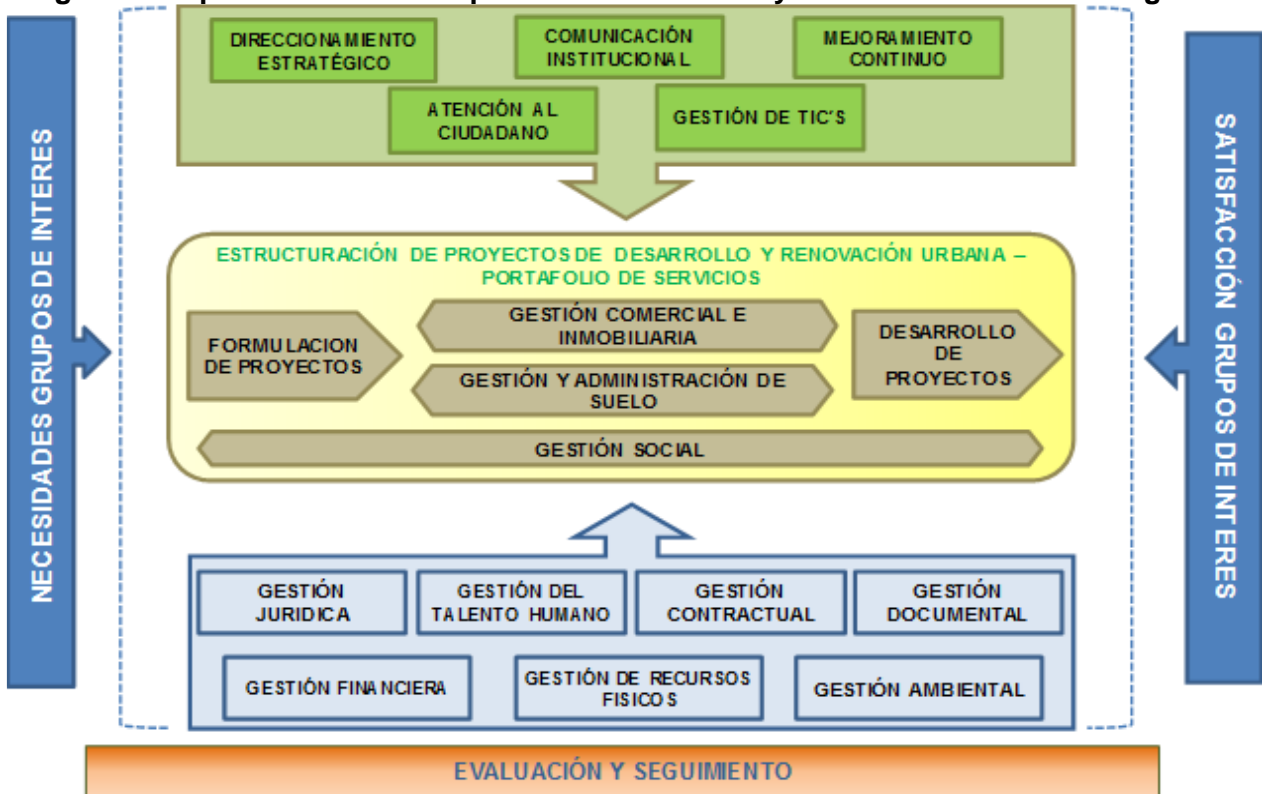 DIRECCIONAMIENTO
ESTRATÉGICO
COMUNICACIÓN
INSTITUCIONAL
MEJORAMIENTO
CONTINUO
ATENCIÓN AL
CIUDADANO
GESTIÓN DE TIC´S
NECESIDADES GRUPOS DE INTERES
ESTRUCTURACIÓN DE PROYECTOS DE DESARROLLO Y RENOVACIÓN URBANA –
PORTAFOLIO DE SERVICIOS
FORMULACION
DE PROYECTOS
GESTIÓN COMERCIAL E
INMOBILIARIA
GESTIÓN Y ADMINISTRACIÓN DE
SUELO
DESARROLLO
DE
PROYECTOS
GESTIÓN SOCIAL
SATISFACCIÓN GRUPOS DE INTERES
GESTIÓN
JURIDICA
GESTIÓN DEL
TALENTO HUMANO
GESTIÓN
CONTRACTUAL
GESTIÓN
DOCUMENTAL
GESTIÓN FINANCIERA
GESTIÓN DE RECURSOS
FISICOS
GESTIÓN AMBIENTAL
EVALUACIÓN Y SEGUIMIENTO